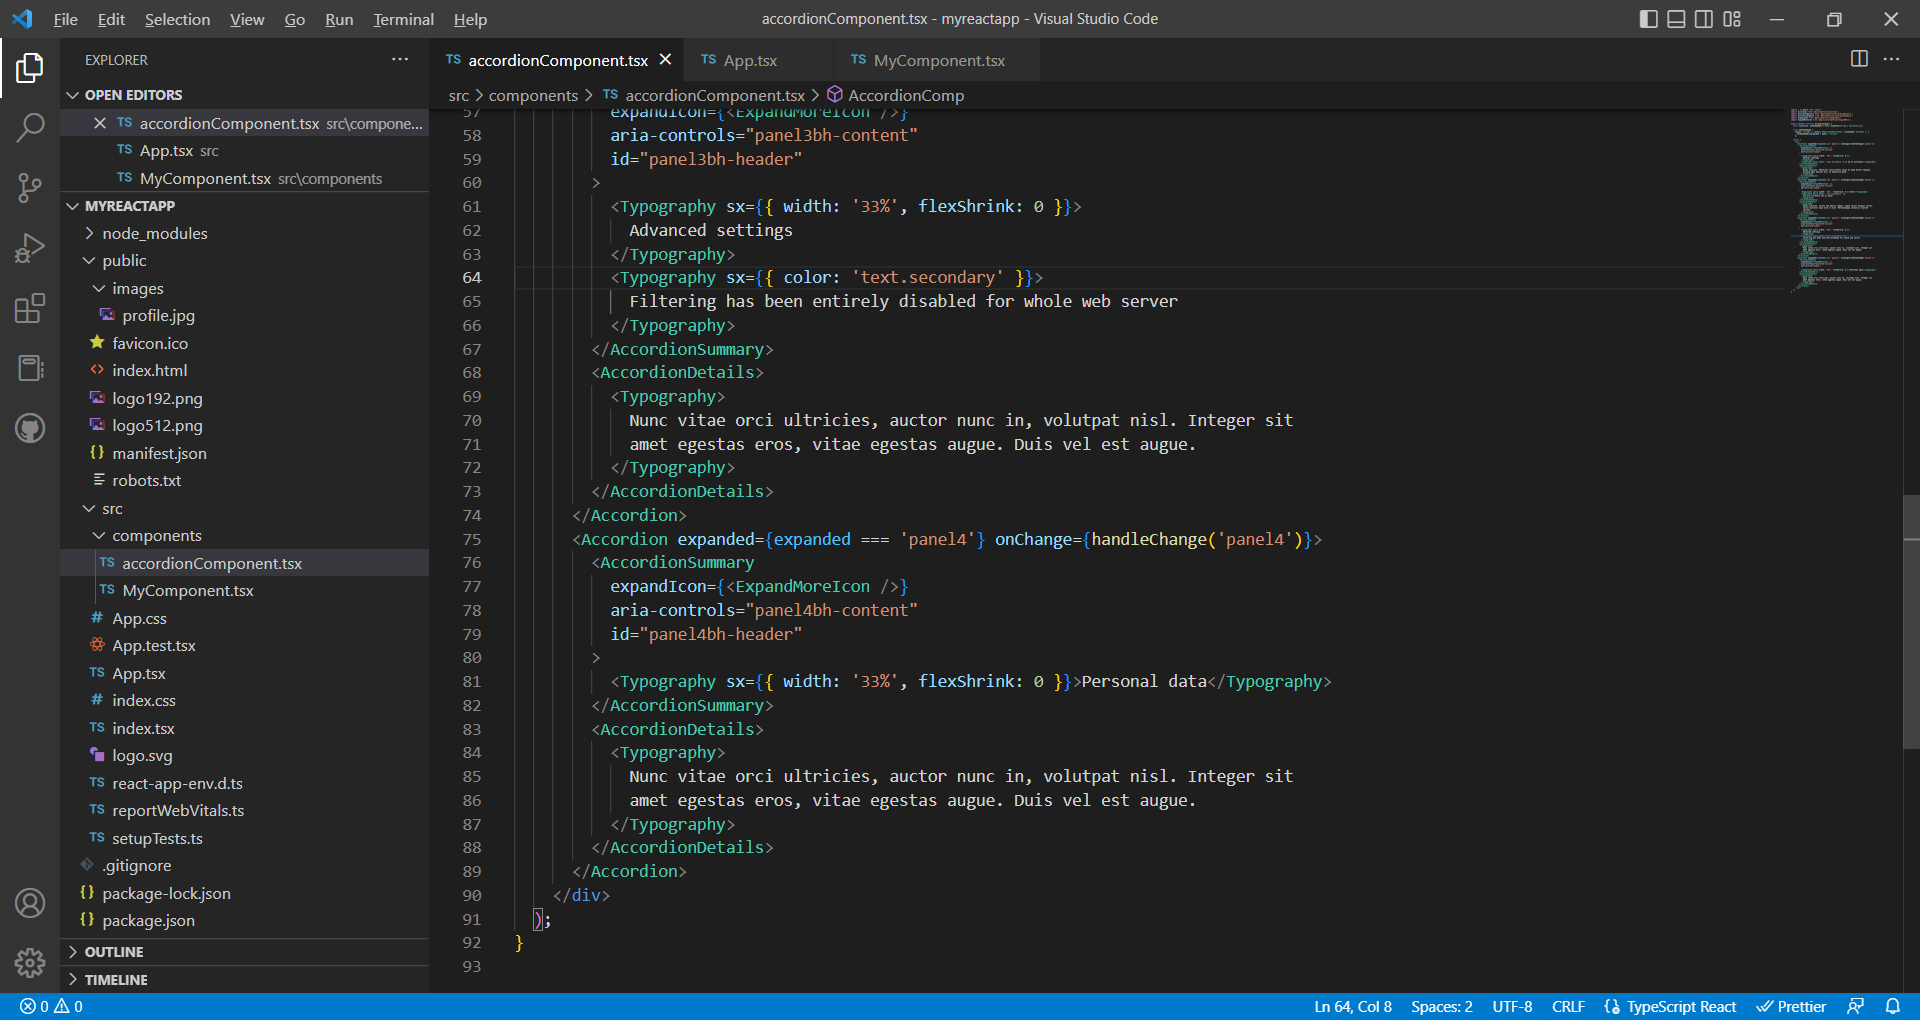 File Edit Selection View Go Run Terminal Help
accordionComponent.tsx - myreactapp - Visual Studio Code
EXPLORER
OPEN EDITORS
TS accordionComponent.tsx src\compone...
TS App.tsx src
TS MyComponent.tsx src\components
MYREACTAPP
node_modules
public
images
profile.jpg
favicon.ico
index.html
logo192.png
logo512.png
manifest.json
robots.txt
src
components
TS accordionComponent.tsx
TS MyComponent.tsx
# App.css
App.test.tsx
TS App.tsx
# index.css
TS index.tsx
logo.svg
TS react-app-env.d.ts
TS reportWebVitals.ts
TS setupTests.ts
.gitignore
{} package-lock.json
{} package.json
OUTLINE
TIMELINE
TS accordionComponent.tsx
TS App.tsx
TS MyComponent.tsx
src > components > TS accordionComponent.tsx > AccordionComp
57 expandIcon={<ExpandMoreIcon />}
58 aria-controls="panel3bh-content"
59 id="panel3bh-header"
60 >
61 <Typography sx={{ width: '33%', flexShrink: 0 }}>
62 Advanced settings
63 </Typography>
64 <Typography sx={{ color: 'text.secondary' }}>
65 Filtering has been entirely disabled for whole web server
66 </Typography>
67 </AccordionSummary>
68 <AccordionDetails>
69 <Typography>
70 Nunc vitae orci ultricies, auctor nunc in, volutpat nisl. Integer sit
71 amet egestas eros, vitae egestas augue. Duis vel est augue.
72 </Typography>
73 </AccordionDetails>
74 </Accordion>
75 <Accordion expanded={expanded === 'panel4'} onChange={handleChange('panel4')}>
76 <AccordionSummary
77 expandIcon={<ExpandMoreIcon />}
78 aria-controls="panel4bh-content"
79 id="panel4bh-header"
80 >
81 <Typography sx={{ width: '33%', flexShrink: 0 }}>Personal data</Typography>
82 </AccordionSummary>
83 <AccordionDetails>
84 <Typography>
85 Nunc vitae orci ultricies, auctor nunc in, volutpat nisl. Integer sit
86 amet egestas eros, vitae egestas augue. Duis vel est augue.
87 </Typography>
88 </AccordionDetails>
89 </Accordion>
90 </div>
91 );
92 }
93
0 0
Ln 64, Col 8 Spaces: 2 UTF-8 CRLF {} TypeScript React Prettier